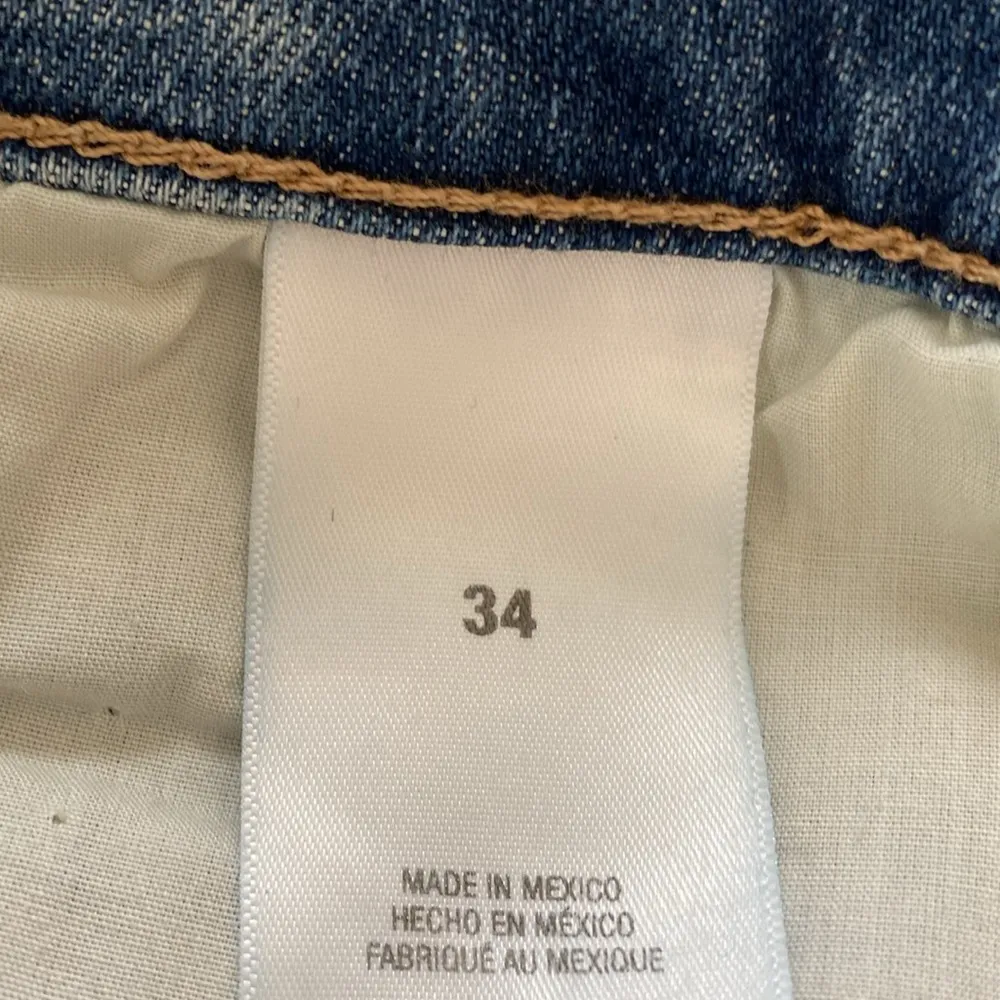 34
MADE IN MEXICO
HECHO EN MÉXICO
FABRIQUÉ AU MEXIQUE